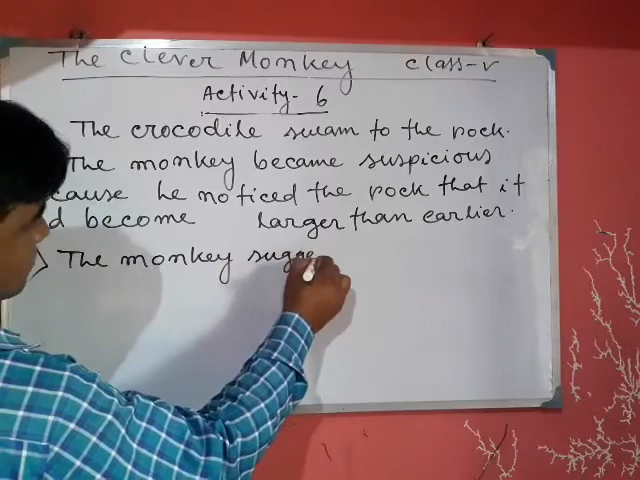 The Clever Monkey class-v
Activity- 6
The crocodile swam to the rock.
The monkey became suspicious
cause he noticed the rock that it
d become larger than earlier.
) The monkey sugge